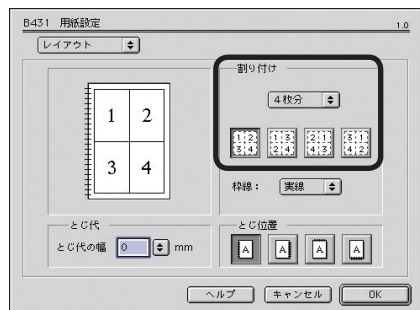 B431 用紙設定
1.0
レイアウト
割り付け
4枚分
1 2
3 4
1 2
3 4
1 3
2 4
2 1
4 3
3 1
4 2
枠線： 実線
とじ代
とじ代の幅 0 mm
とじ位置
A A A A
ヘルプ キャンセル OK